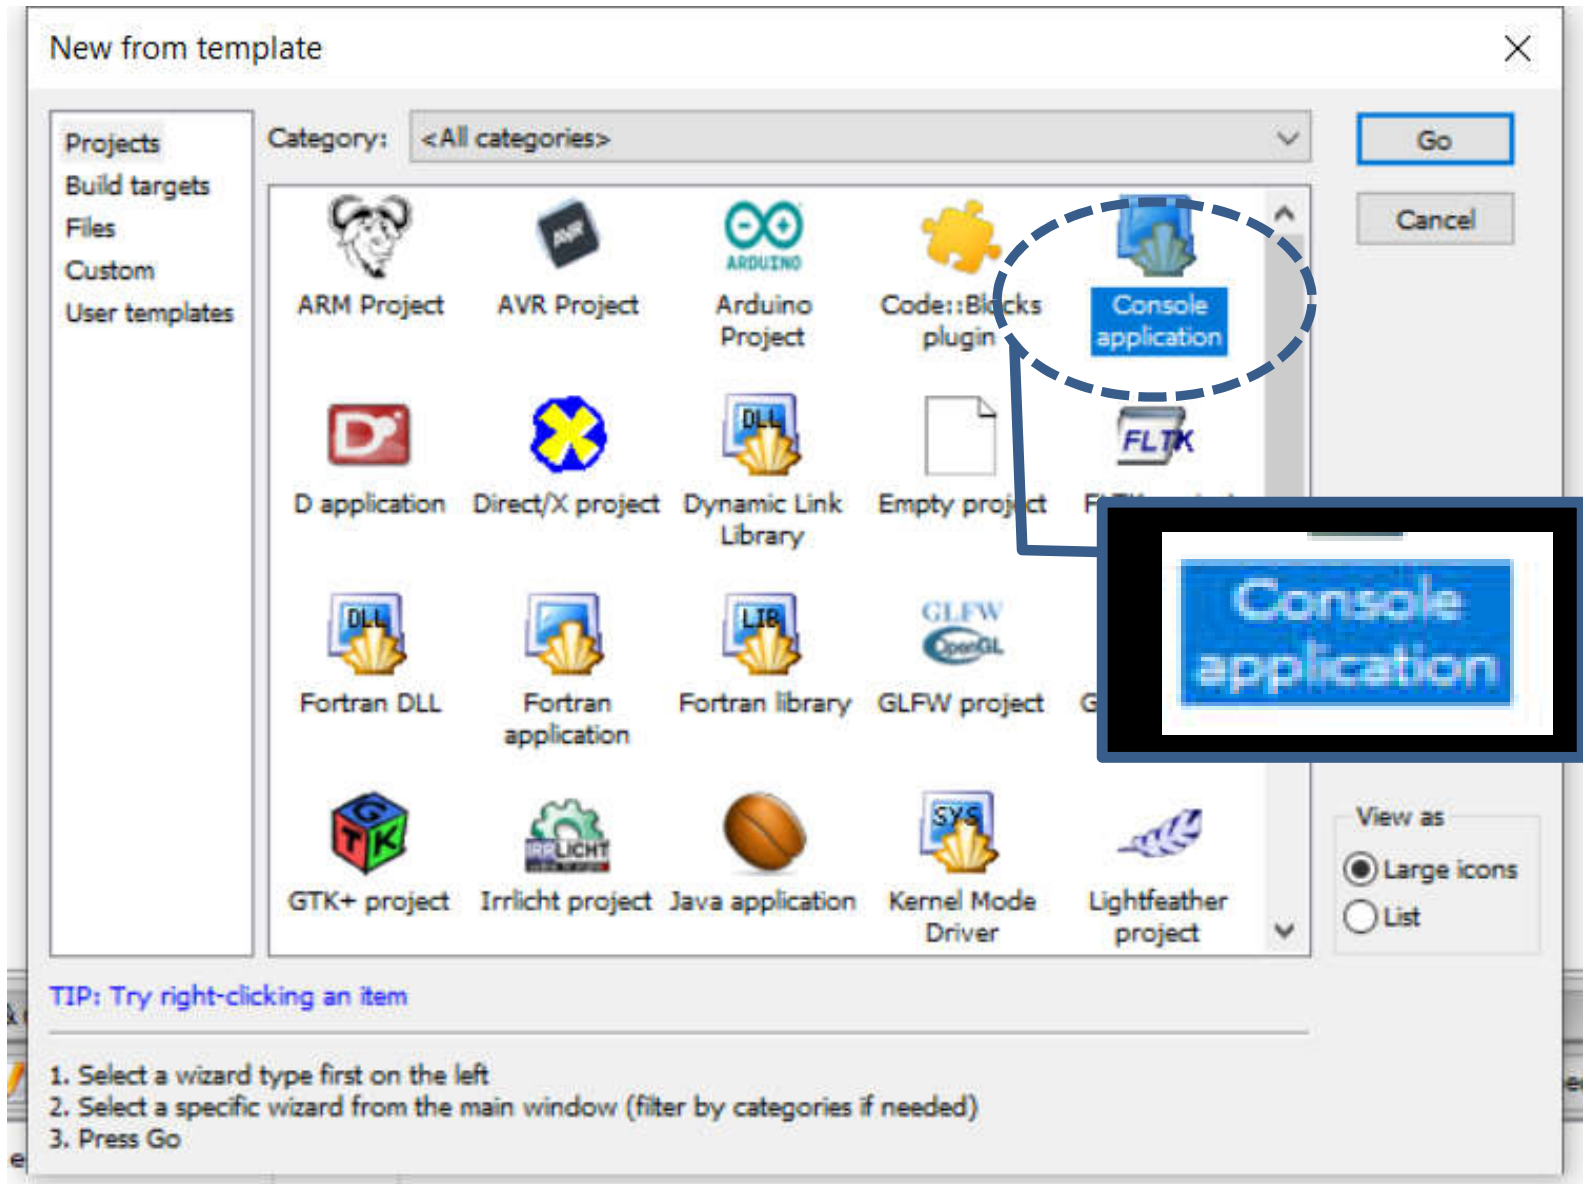 New from template
Projects
Build targets
Files
Custom
User templates
Category:
<All categories>
Go
Cancel
AVR
ARDUINO
ARM Project
AVR Project
Arduino
Project
Code::Blocks
plugin
Console
application
D
DLL
FLTK
D application
Direct/X project
Dynamic Link
Library
Empty project
Console
application
DLL
LIB
GLFW
OpenGL
Fortran DLL
Fortran
application
Fortran library
GLFW project
G
T
K
IRRLICHT
SYS
GTK+ project
Irrlicht project
Java application
Kernel Mode
Driver
Lightfeather
project
View as
Large icons
List
TIP: Try right-clicking an item
1. Select a wizard type first on the left
2. Select a specific wizard from the main window (filter by categories if needed)
3. Press Go